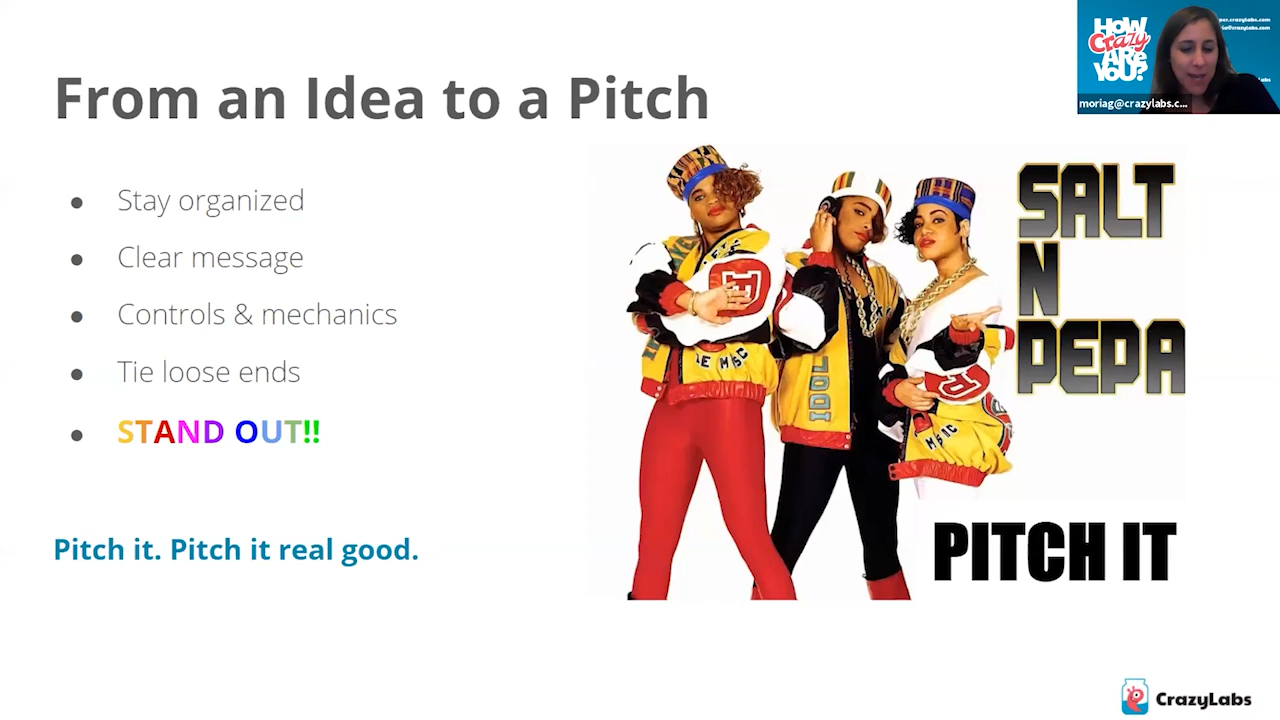 From an Idea to a Pitch
Stay organized
Clear message
Controls & mechanics
Tie loose ends
STAND OUT!!
Pitch it. Pitch it real good.
SALT
N
PEPA
PITCH IT
IDOL
HOW
Crazy
ARE
YOU?
moriag@crazylabs.c...
CrazyLabs